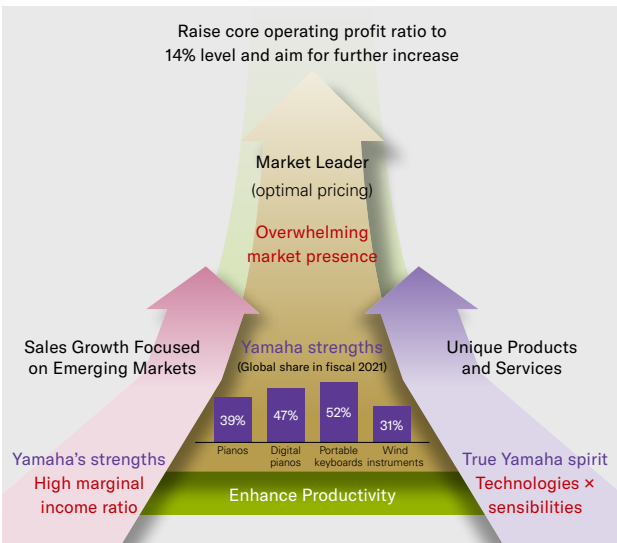 Raise core operating profit ratio to
14% level and aim for further increase
Market Leader
(optimal pricing)
Overwhelming
market presence
Sales Growth Focused
on Emerging Markets
Yamaha's strengths
High marginal
income ratio
Yamaha strengths
(Global share in fiscal 2021)
39%
47%
52%
31%
Pianos
Digital
pianos
Portable
keyboards
Wind
instruments
Enhance Productivity
Unique Products
and Services
True Yamaha spirit
Technologies ×
sensibilities